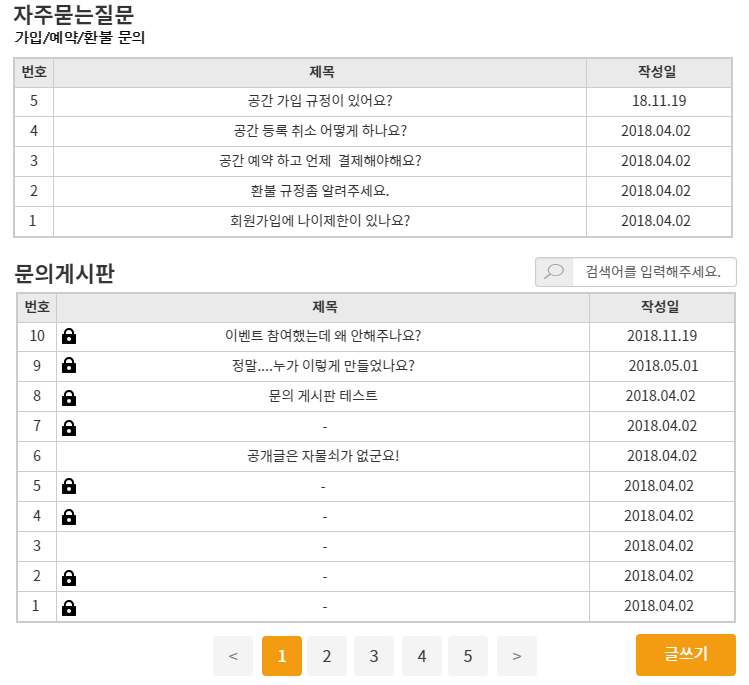 자주묻는질문
가입/예약/환불 문의
번호 제목 작성일
5 공간 가입 규정이 있어요? 18.11.19
4 공간 등록 취소 어떻게 하나요? 2018.04.02
3 공간 예약 하고 언제 결제해야해요? 2018.04.02
2 환불 규정좀 알려주세요. 2018.04.02
1 회원가입에 나이제한이 있나요? 2018.04.02
문의게시판 검색어를 입력해주세요.
번호 제목 작성일
10 이벤트 참여했는데 왜 안해주나요? 2018.11.19
9 정말....누가 이렇게 만들었나요? 2018.05.01
8 문의 게시판 테스트 2018.04.02
7 - 2018.04.02
6 공개글은 자물쇠가 없군요! 2018.04.02
5 - 2018.04.02
4 - 2018.04.02
3 - 2018.04.02
2 - 2018.04.02
1 - 2018.04.02
< 1 2 3 4 5 > 글쓰기